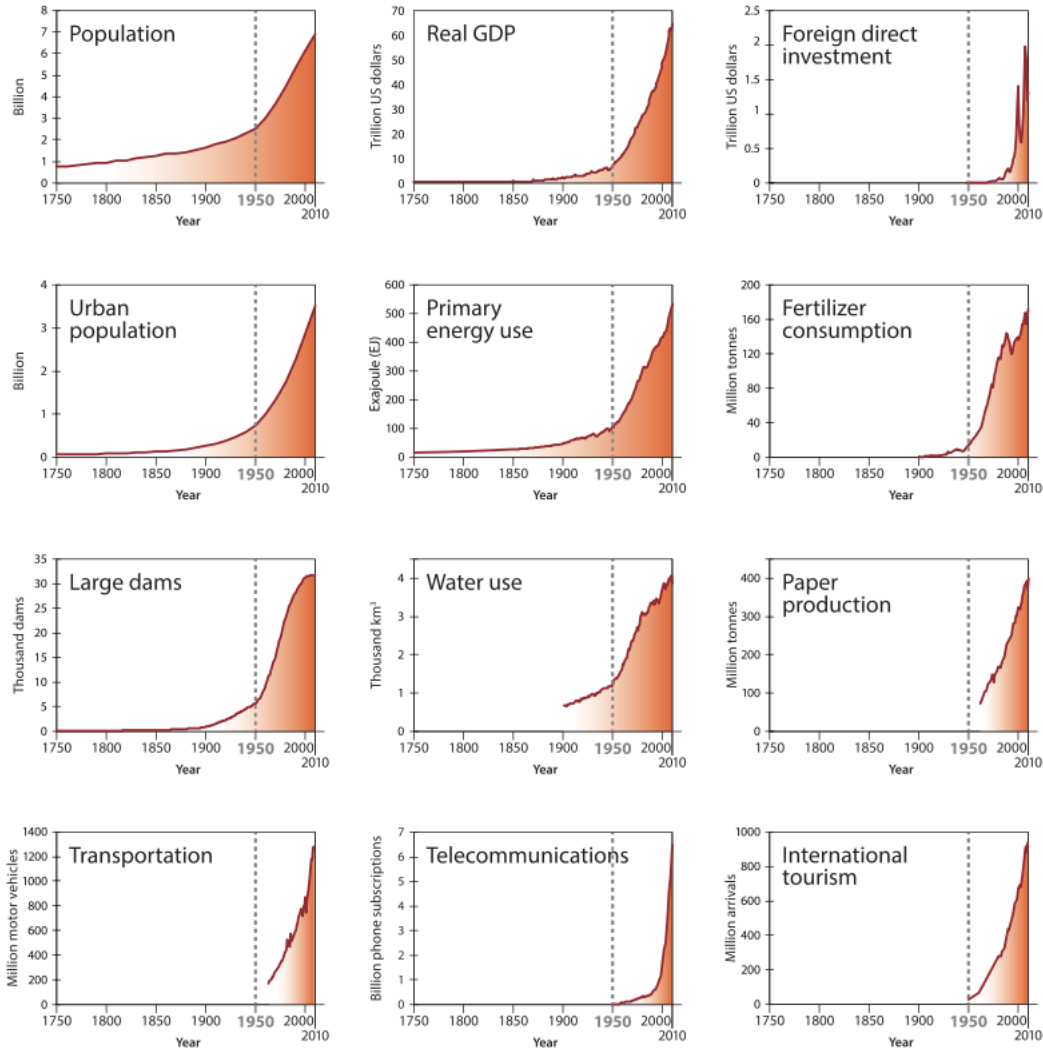 Population
Billion
8
7
6
5
4
3
2
1
0
1750 1800 1850 1900 1950 2000 2010
Year
Real GDP
Trillion US dollars
70
60
50
40
30
20
10
0
1750 1800 1850 1900 1950 2000 2010
Year
Foreign direct
investment
Trillion US dollars
2.5
2
1.5
1
0.5
0
1750 1800 1850 1900 1950 2000 2010
Year
Urban
population
Billion
4
3
2
1
0
1750 1800 1850 1900 1950 2000 2010
Year
Primary
energy use
Exajoule (EJ)
600
500
400
300
200
100
0
1750 1800 1850 1900 1950 2000 2010
Year
Fertilizer
consumption
Million tonnes
200
160
120
80
40
0
1750 1800 1850 1900 1950 2000 2010
Year
Large dams
Thousand dams
35
30
25
20
15
10
5
0
1750 1800 1850 1900 1950 2000 2010
Year
Water use
Thousand km³
4
3
2
1
0
1750 1800 1850 1900 1950 2000 2010
Year
Paper
production
Million tonnes
400
300
200
100
0
1750 1800 1850 1900 1950 2000 2010
Year
Transportation
Million motor vehicles
1400
1200
1000
800
600
400
200
0
1750 1800 1850 1900 1950 2000 2010
Year
Telecommunications
Billion phone subscriptions
7
6
5
4
3
2
1
0
1750 1800 1850 1900 1950 2000 2010
Year
International
tourism
Million arrivals
1000
800
600
400
200
0
1750 1800 1850 1900 1950 2000 2010
Year